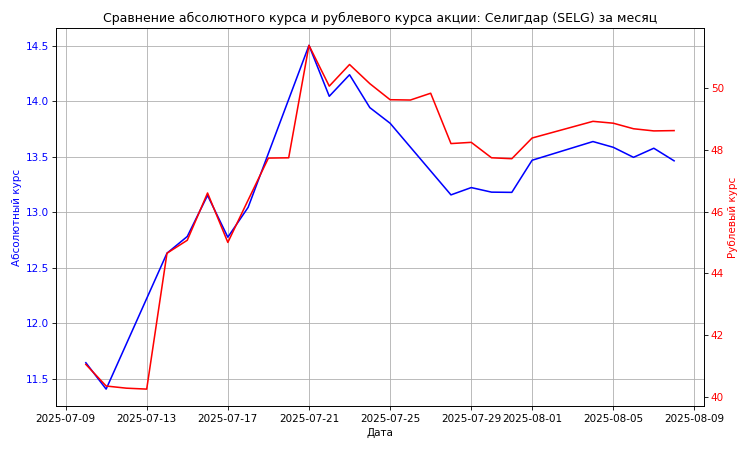 Сравнение абсолютного курса и рублевого курса акции: Селигдар (SELG) за месяц
14.5
14.0
13.5
13.0
12.5
12.0
11.5
Абсолютный курс
50
48
46
44
42
40
Рублевый курс
2025-07-09 2025-07-13 2025-07-17 2025-07-21 2025-07-25 2025-07-29 2025-08-01 2025-08-05 2025-08-09
Дата